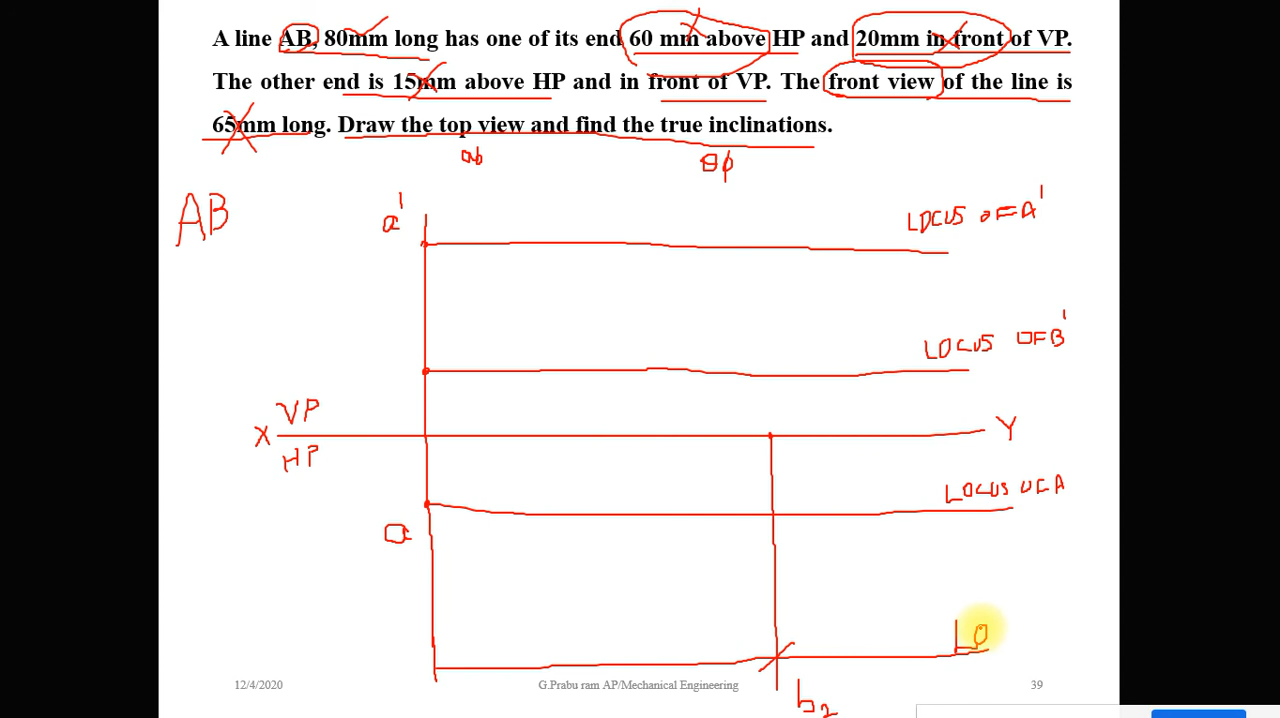 A line AB, 80mm long has one of its end 60 mm above HP and 20mm in front of VP.
The other end is 15mm above HP and in front of VP. The front view of the line is
65mm long. Draw the top view and find the true inclinations.
ab θ ϕ
AB
a'
LOCUS OF A'
LOCUS OF B'
VP
X Y
HP
LOCUS OF A
a
LO
12/4/2020 G.Prabu ram AP/Mechanical Engineering 39
b2